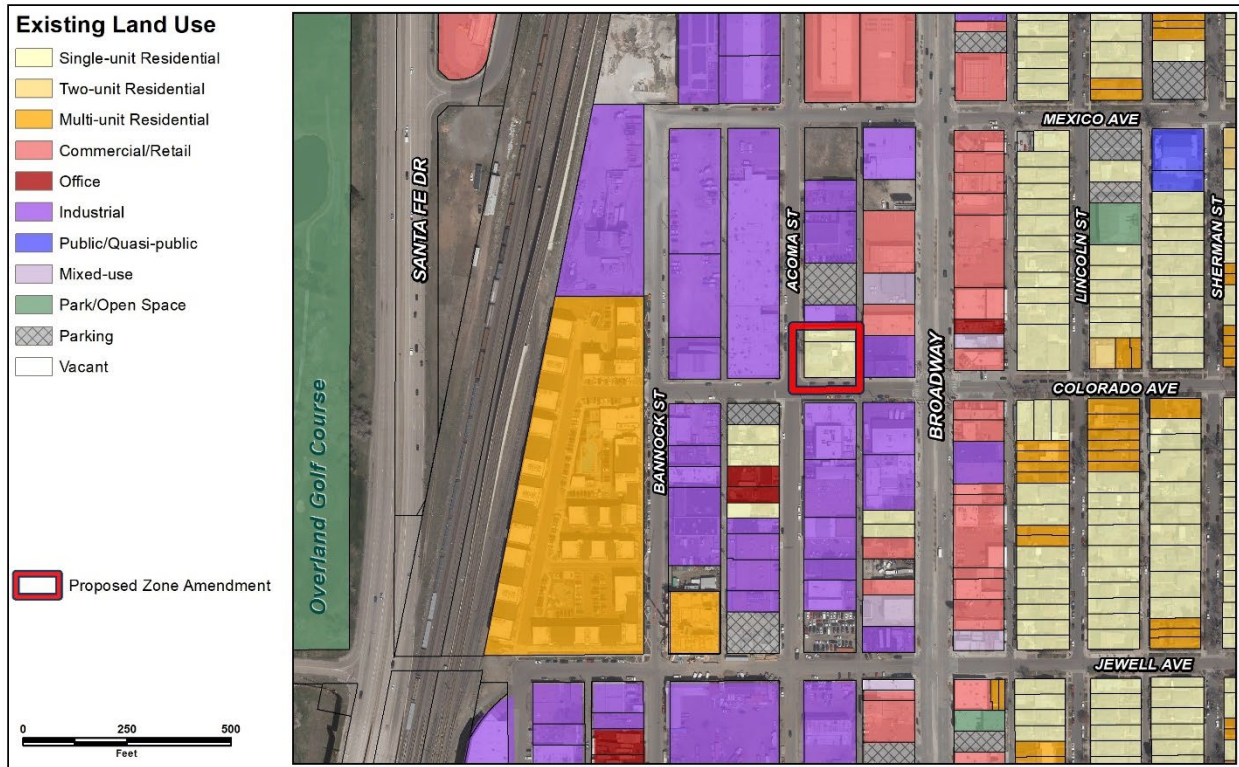 Existing Land Use
Single-unit Residential
Two-unit Residential
Multi-unit Residential
Commercial/Retail
Office
Industrial
Public/Quasi-public
Mixed-use
Park/Open Space
Parking
Vacant
Proposed Zone Amendment
0 250 500
Feet
Overland Golf Course
SANTA FE DR
BANNOCK ST
ACOMA ST
BROADWAY
LINCOLN ST
SHERMAN ST
MEXICO AVE
COLORADO AVE
JEWELL AVE